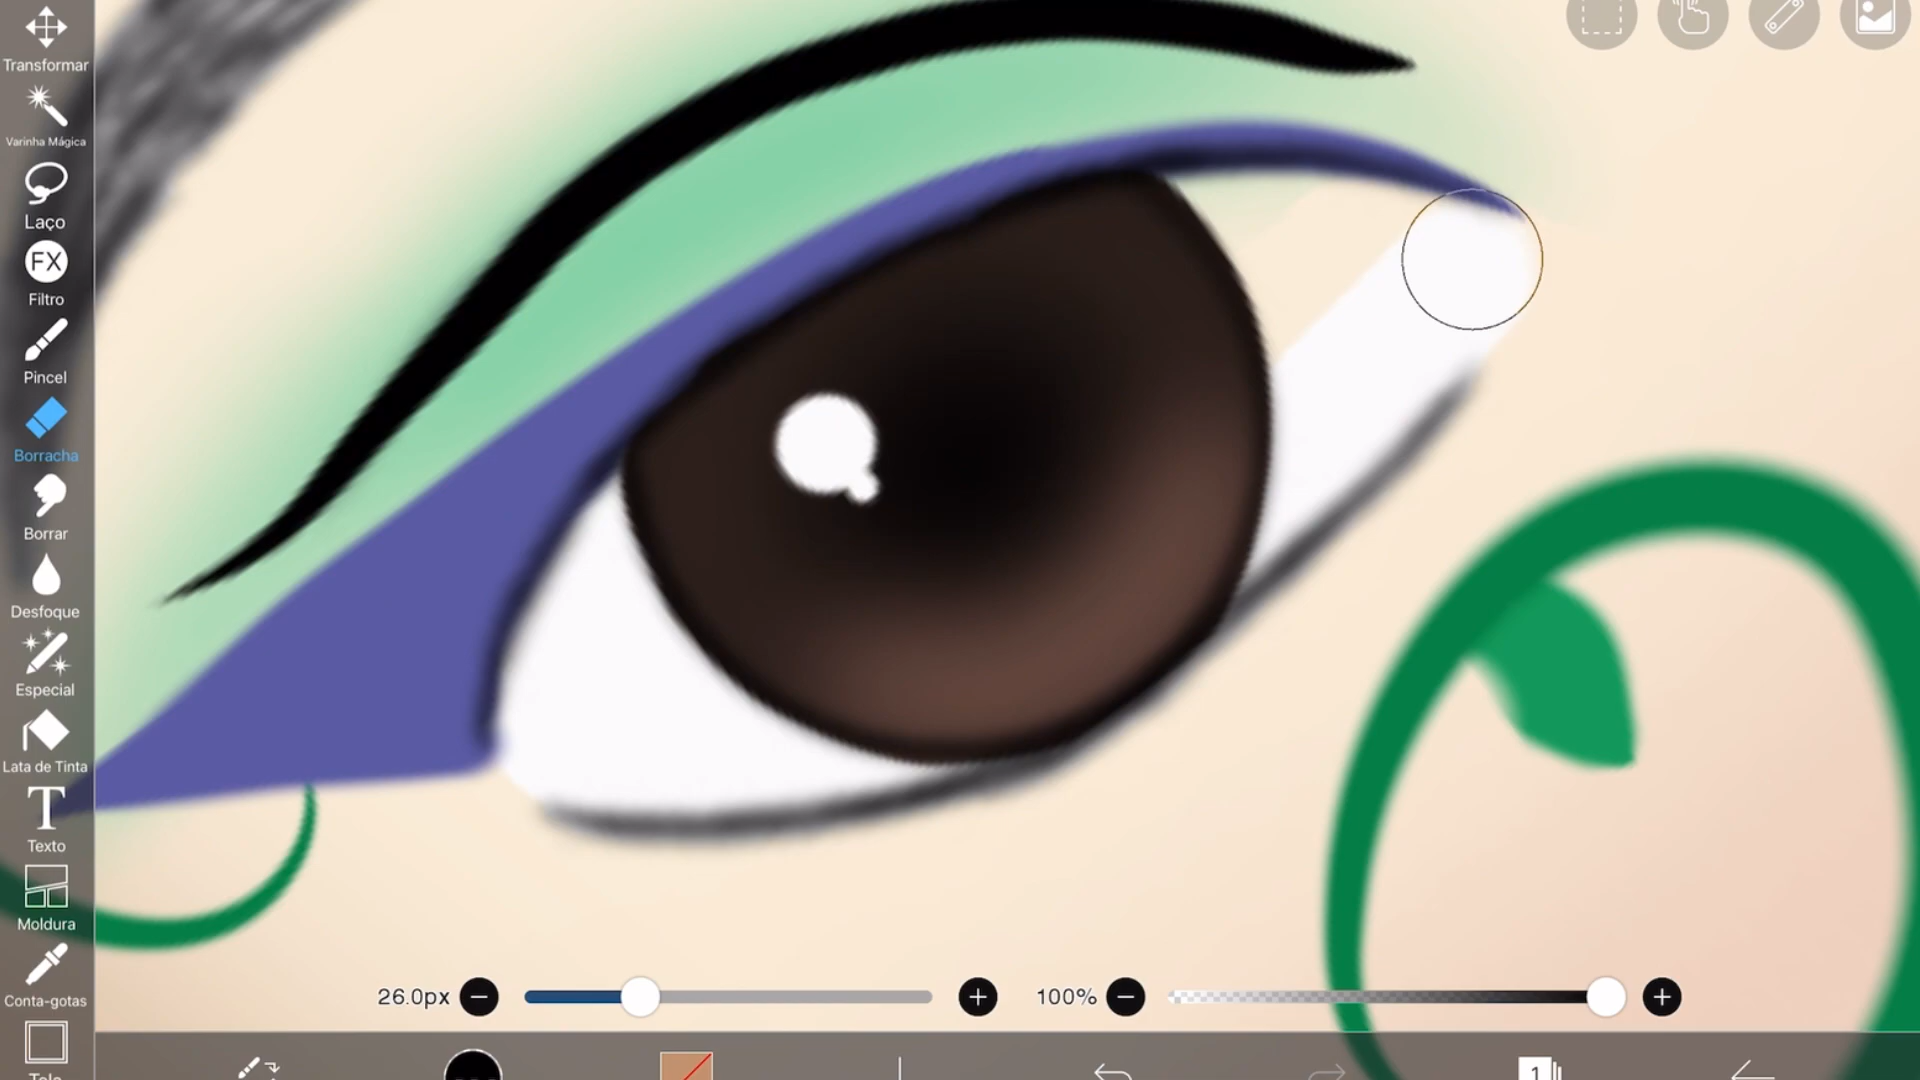 Transformar
Varinha Mágica
Laço
FX
Filtro
Pincel
Borracha
Borrar
Desfoque
Especial
Lata de Tinta
T
Texto
Moldura
Conta-gotas
26.0px
100%
1